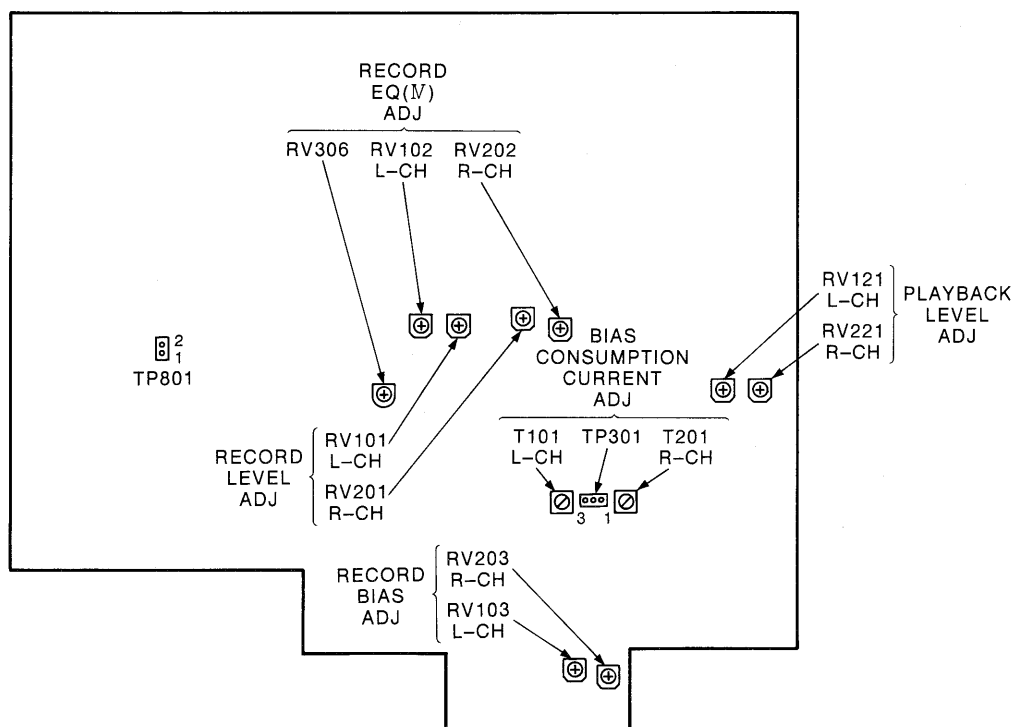 RECORD
EQ(Ⅳ)
ADJ
RV306
RV102
L–CH
RV202
R–CH
RV121
L–CH
RV221
R–CH
PLAYBACK
LEVEL
ADJ
2
1
TP801
BIAS
CONSUMPTION
CURRENT
ADJ
T101
L–CH
TP301
T201
R–CH
3 1
RECORD
LEVEL
ADJ
RV101
L–CH
RV201
R–CH
RECORD
BIAS
ADJ
RV203
R–CH
RV103
L–CH